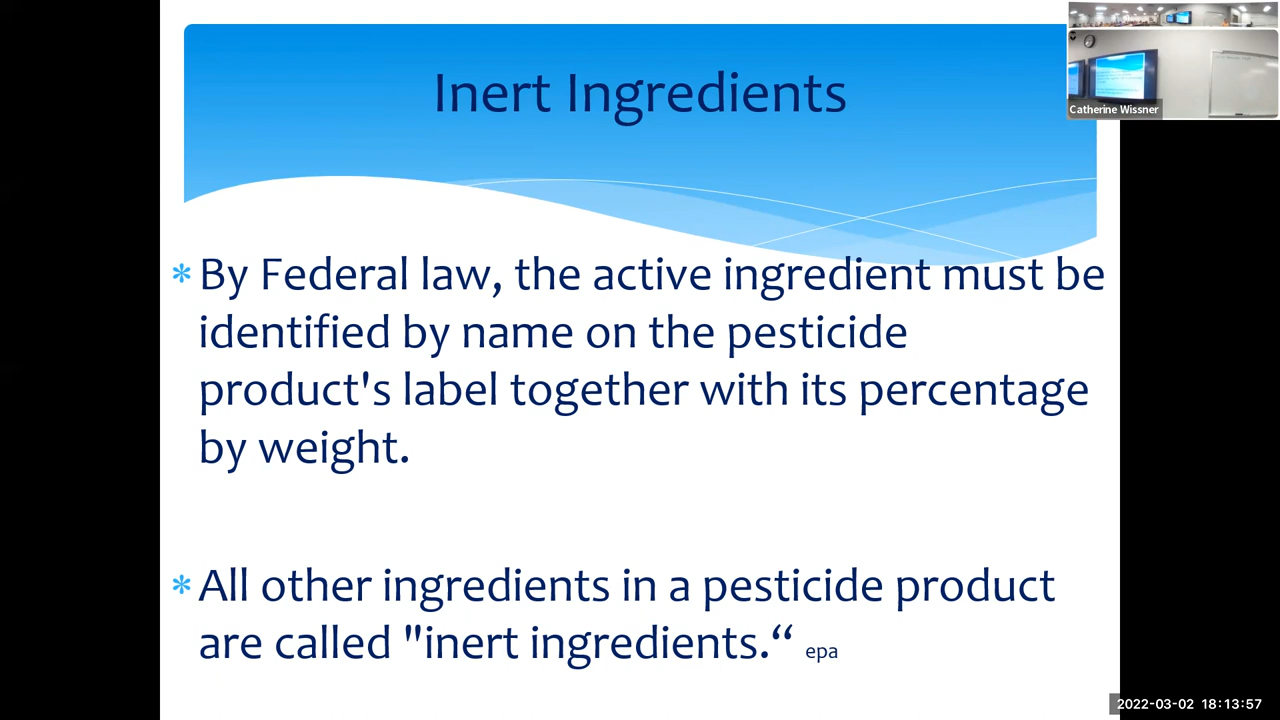 Inert Ingredients
Catherine Wissner
* By Federal law, the active ingredient must be
identified by name on the pesticide
product's label together with its percentage
by weight.
* All other ingredients in a pesticide product
are called "inert ingredients.“ epa
2022-03-02 18:13:57